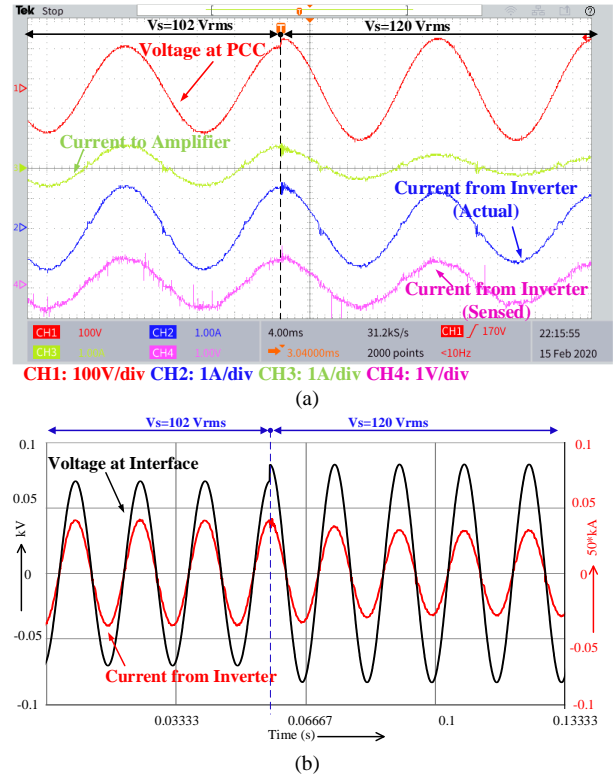 Tek Stop
T
?
Vs=102 Vrms
T
Vs=120 Vrms
Voltage at PCC
1
Current to Amplifier
Current from Inverter
(Actual)
2
Current from Inverter
(Sensed)
4
CH1 100V CH2 1.00A 4.00ms 31.2kS/s CH1 170V 22:15:55
CH3 1.00A CH4 1.00V 3.04000ms 2000 points <10Hz 15 Feb 2020
CH1: 100V/div CH2: 1A/div CH3: 1A/div CH4: 1V/div
(a)
Vs=102 Vrms
Vs=120 Vrms
0.1
0.1
Voltage at Interface
0.05
0.05
kV
50*kA
0
0
-0.05
-0.05
Current from Inverter
-0.1
-0.1
0.03333
0.06667
0.1
0.13333
Time (s)
(b)